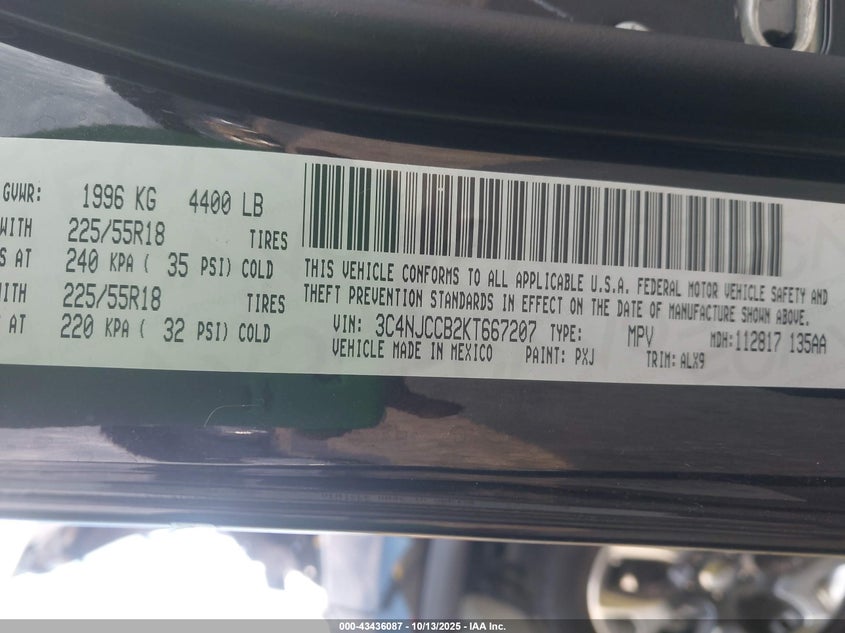 GVWR: 1996 KG 4400 LB
WITH 225/55R18 TIRES
S AT 240 KPA ( 35 PSI) COLD
WITH 225/55R18 TIRES
AT 220 KPA ( 32 PSI) COLD
THIS VEHICLE CONFORMS TO ALL APPLICABLE U.S.A. FEDERAL MOTOR VEHICLE SAFETY AND
THEFT PREVENTION STANDARDS IN EFFECT ON THE DATE OF MANUFACTURE SHOWN ABOVE.
VIN: 3C4NJCCB2KT667207 TYPE: MPV MDH: 112817 135AA
VEHICLE MADE IN MEXICO PAINT: PXJ TRIM: ALX9
000-43436087 - 10/13/2025 - IAA Inc.